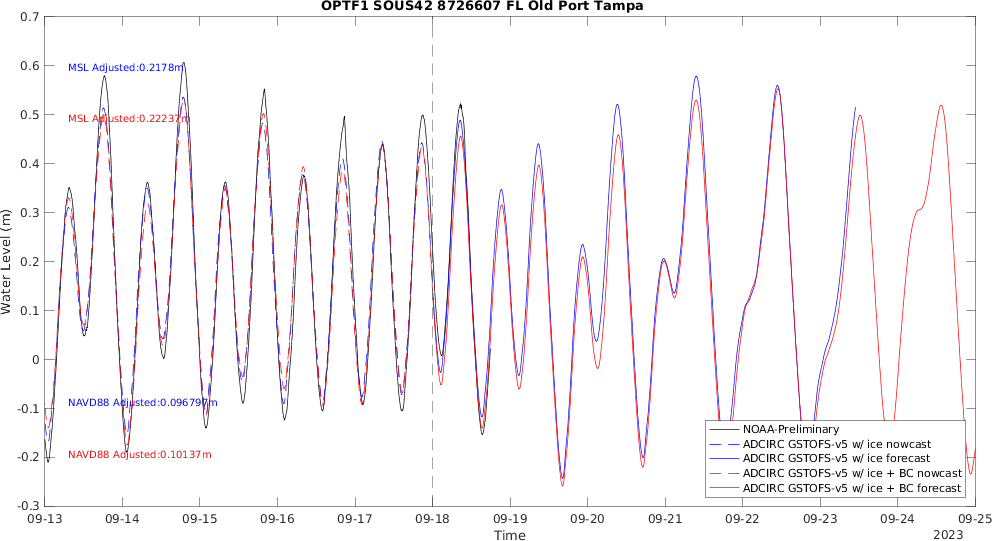 OPTF1 SOUS42 8726607 FL Old Port Tampa
0.7
0.6
0.5
0.4
0.3
0.2
0.1
0
-0.1
-0.2
-0.3
Water Level (m)
MSL Adjusted:0.2178m
MSL Adjusted:0.22237m
NAVD88 Adjusted:0.096797m
NAVD88 Adjusted:0.10137m
NOAA-Preliminary
ADCIRC GSTOFS-v5 w/ ice nowcast
ADCIRC GSTOFS-v5 w/ ice forecast
ADCIRC GSTOFS-v5 w/ ice + BC nowcast
ADCIRC GSTOFS-v5 w/ ice + BC forecast
09-13 09-14 09-15 09-16 09-17 09-18 09-19 09-20 09-21 09-22 09-23 09-24 09-25
Time
2023